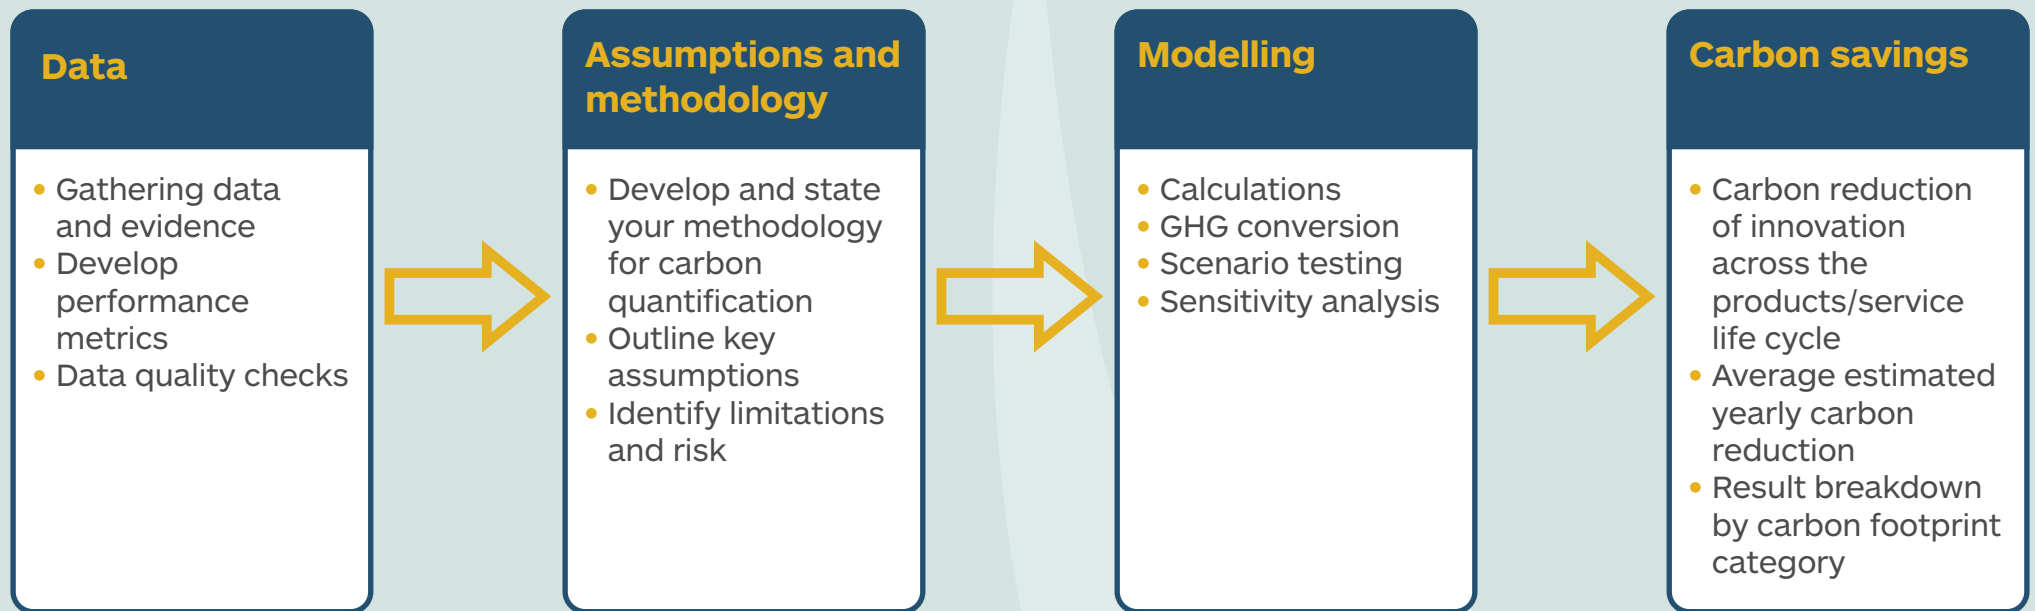 Data
• Gathering data
and evidence
• Develop
performance
metrics
• Data quality checks
Assumptions and
methodology
• Develop and state
your methodology
for carbon
quantification
• Outline key
assumptions
• Identify limitations
and risk
Modelling
• Calculations
• GHG conversion
• Scenario testing
• Sensitivity analysis
Carbon savings
• Carbon reduction
of innovation
across the
products/service
life cycle
• Average estimated
yearly carbon
reduction
• Result breakdown
by carbon footprint
category